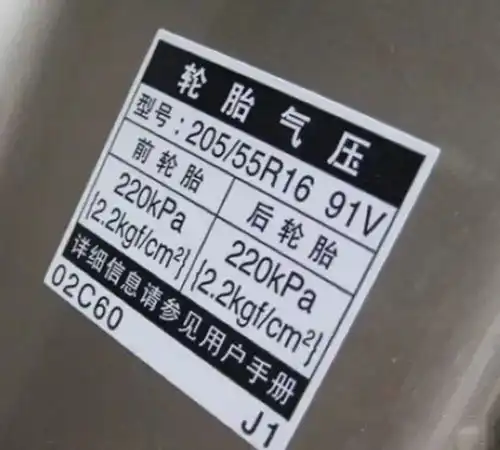 轮胎气压
型号：205/55R16 91V
前轮胎 后轮胎
220kPa 220kPa
{2.2kgf/cm²} {2.2kgf/cm²}
详细信息请参见用户手册
02C60 J1